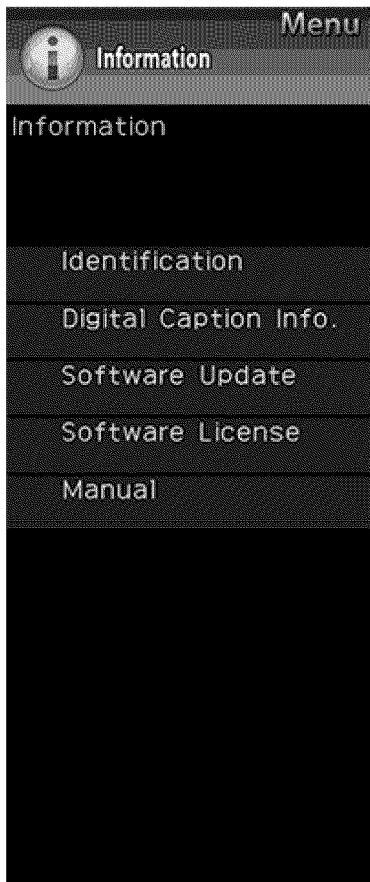 Menu
Information
Information
Identification
Digital Caption Info.
Software Update
Software License
Manual